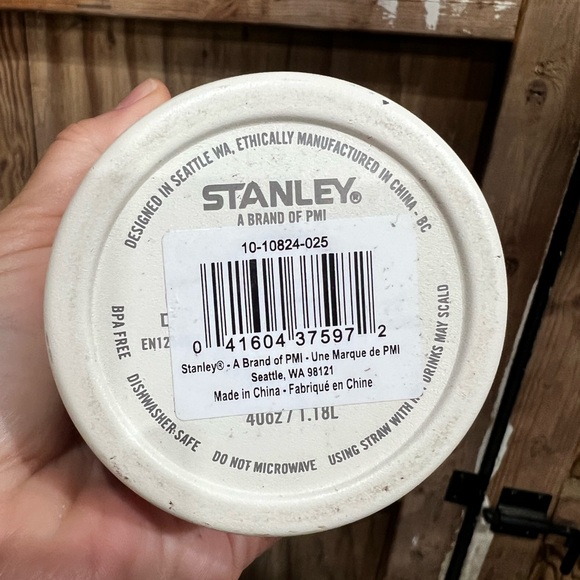 DESIGNED IN SEATTLE WA, ETHICALLY MANUFACTURED IN CHINA - 8C
STANLEY®
A BRAND OF PMI
10-10824-025
0 41604 37597 2
Stanley® - A Brand of PMI - Une Marque de PMI
Seattle, WA 98121
Made in China - Fabriqué en Chine
40oz / 1.18L
BPA FREE DISHWASHER SAFE DO NOT MICROWAVE USING STRAW WITH DRINKS MAY SCALD